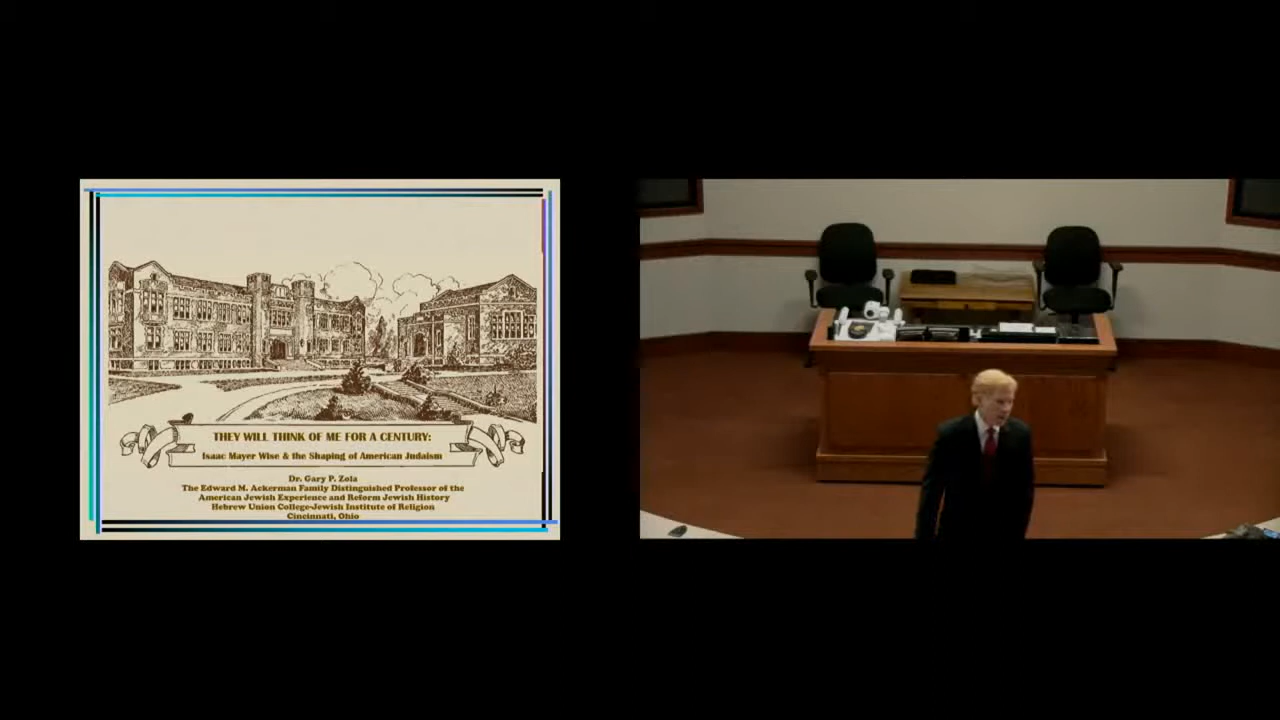 THEY WILL THINK OF ME FOR A CENTURY:
Isaac Mayer Wise & the Shaping of American Judaism
Dr. Gary P. Zola
The Edward M. Ackerman Family Distinguished Professor of the
American Jewish Experience and Reform Jewish History
Hebrew Union College-Jewish Institute of Religion
Cincinnati, Ohio